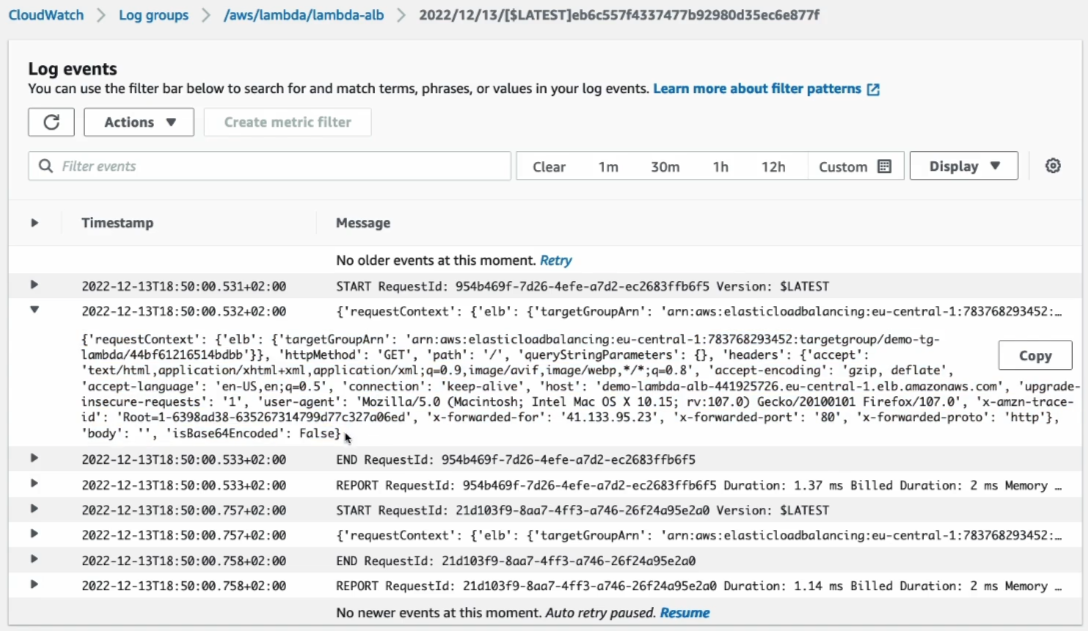 CloudWatch > Log groups > /aws/lambda/lambda-alb > 2022/12/13/[$LATEST]eb6c557f4337477b92980d35ec6e877f
Log events
You can use the filter bar below to search for and match terms, phrases, or values in your log events. Learn more about filter patterns
Actions ▼ Create metric filter
Filter events Clear 1m 30m 1h 12h Custom Display ▼
Timestamp Message
No older events at this moment. Retry
2022-12-13T18:50:00.531+02:00 START RequestId: 954b469f-7d26-4efe-a7d2-ec2683ffb6f5 Version: $LATEST
2022-12-13T18:50:00.532+02:00 {'requestContext': {'elb': {'targetGroupArn': 'arn:aws:elasticloadbalancing:eu-central-1:783768293452:…
{'requestContext': {'elb': {'targetGroupArn': 'arn:aws:elasticloadbalancing:eu-central-1:783768293452:targetgroup/demo-tg-
lambda/44bf61216514bdbb'}}, 'httpMethod': 'GET', 'path': '/', 'queryStringParameters': {}, 'headers': {'accept':
'text/html,application/xhtml+xml,application/xml;q=0.9,image/avif,image/webp,*/*;q=0.8', 'accept-encoding': 'gzip, deflate',
'accept-language': 'en-US,en;q=0.5', 'connection': 'keep-alive', 'host': 'demo-lambda-alb-441925726.eu-central-1.elb.amazonaws.com', 'upgrade-
insecure-requests': '1', 'user-agent': 'Mozilla/5.0 (Macintosh; Intel Mac OS X 10.15; rv:107.0) Gecko/20100101 Firefox/107.0', 'x-amzn-trace-
id': 'Root=1-6398ad38-635267314799d77c327a06ed', 'x-forwarded-for': '41.133.95.23', 'x-forwarded-port': '80', 'x-forwarded-proto': 'http'},
'body': '', 'isBase64Encoded': False}
Copy
2022-12-13T18:50:00.533+02:00 END RequestId: 954b469f-7d26-4efe-a7d2-ec2683ffb6f5
2022-12-13T18:50:00.533+02:00 REPORT RequestId: 954b469f-7d26-4efe-a7d2-ec2683ffb6f5 Duration: 1.37 ms Billed Duration: 2 ms Memory …
2022-12-13T18:50:00.757+02:00 START RequestId: 21d103f9-8aa7-4ff3-a746-26f24a95e2a0 Version: $LATEST
2022-12-13T18:50:00.757+02:00 {'requestContext': {'elb': {'targetGroupArn': 'arn:aws:elasticloadbalancing:eu-central-1:783768293452:…
2022-12-13T18:50:00.758+02:00 END RequestId: 21d103f9-8aa7-4ff3-a746-26f24a95e2a0
2022-12-13T18:50:00.758+02:00 REPORT RequestId: 21d103f9-8aa7-4ff3-a746-26f24a95e2a0 Duration: 1.14 ms Billed Duration: 2 ms Memory …
No newer events at this moment. Auto retry paused. Resume